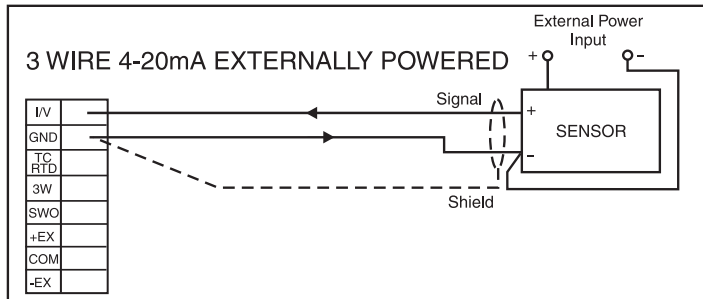 External Power
Input
+ -
3 WIRE 4-20mA EXTERNALLY POWERED
Signal
I/V
+
SENSOR
GND
-
TC
RTD
3W
Shield
SWO
+EX
COM
-EX